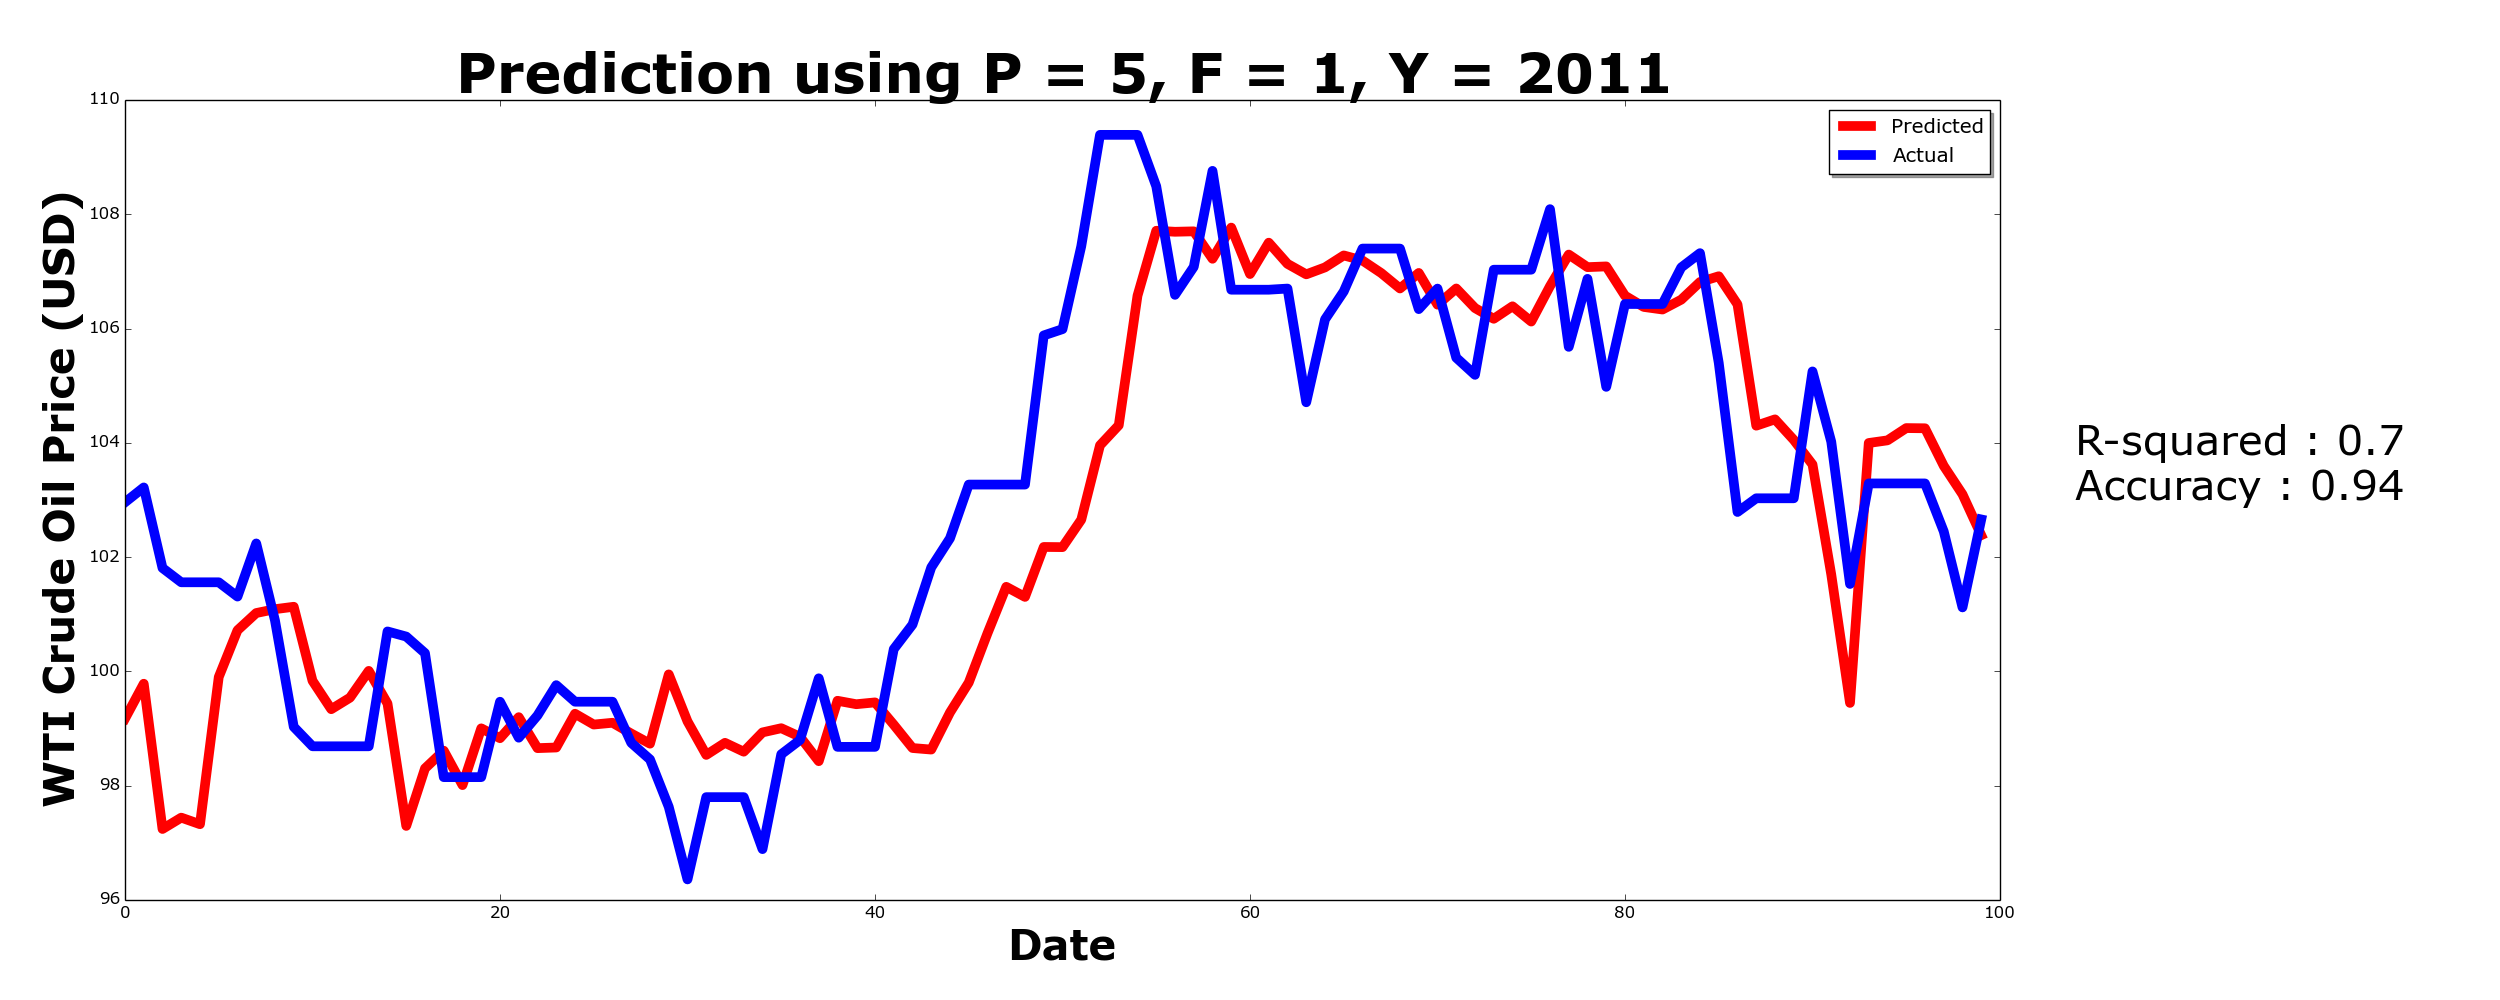 Prediction using P = 5, F = 1, Y = 2011
110
108
106
104
102
100
98
96
WTI Crude Oil Price (USD)
Predicted
Actual
R-squared : 0.7
Accuracy : 0.94
0 20 40 60 80 100
Date